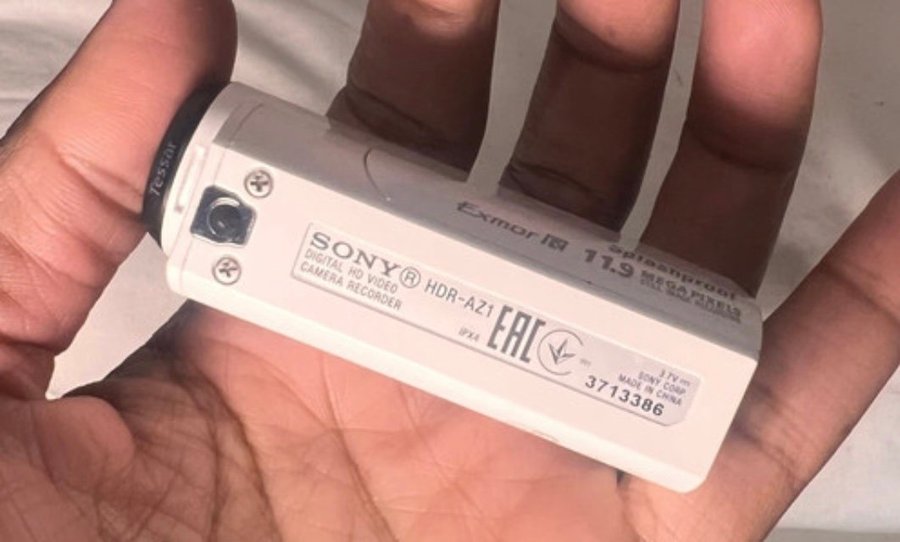 Tessar
Exmor R
Splashproof
11.9 MEGA PIXELS
SONY® HDR-AZ1
DIGITAL HD VIDEO
CAMERA RECORDER
IPX4
EAC
3.7V
SONY CORP
MADE IN CHINA
3713386